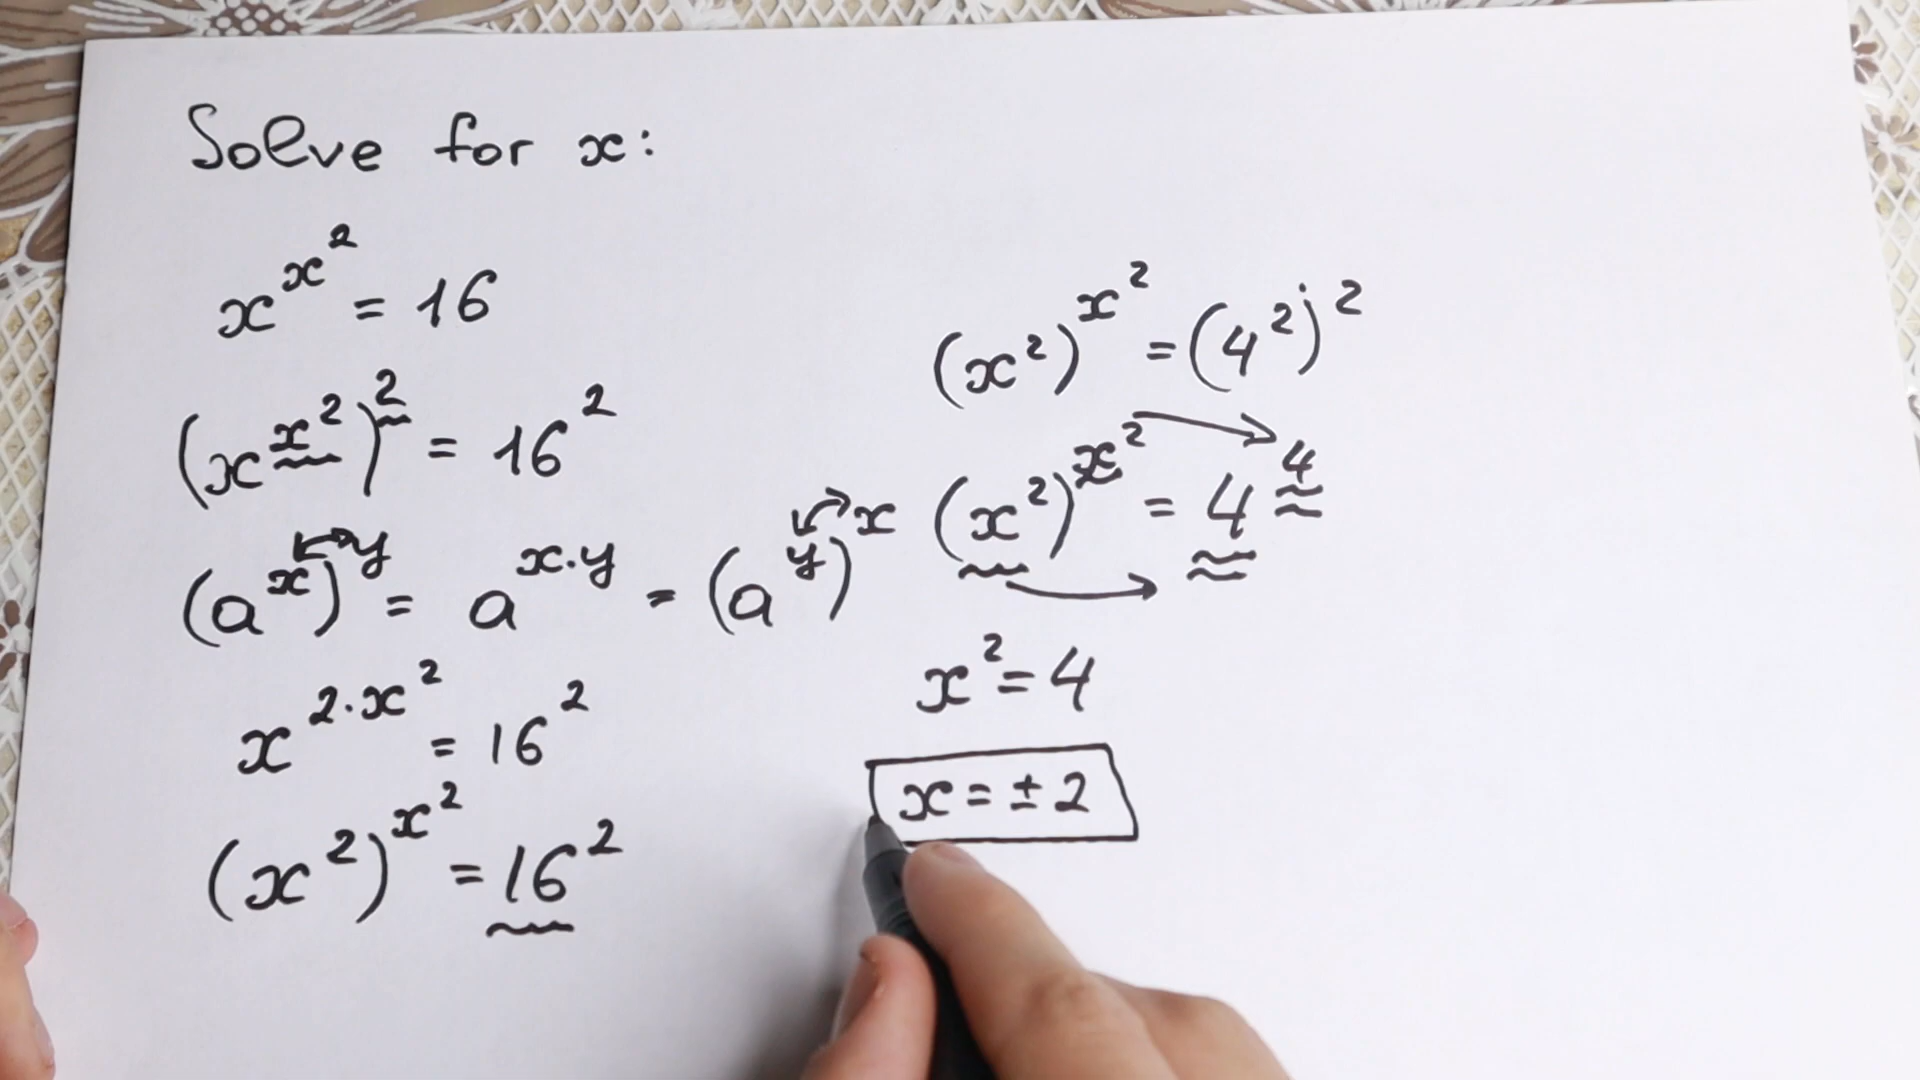 Solve for x:
x^{x^2} = 16
(x^{x^2})^2 = 16^2
(a^x)^y = a^{x·y} = (a^y)^x
x^{2·x^2} = 16^2
(x^2)^{x^2} = 16^2
(x^2)^{x^2} = (4^2)^2
(x^2)^{x^2} = 4^4
x^2 = 4
x = ± 2